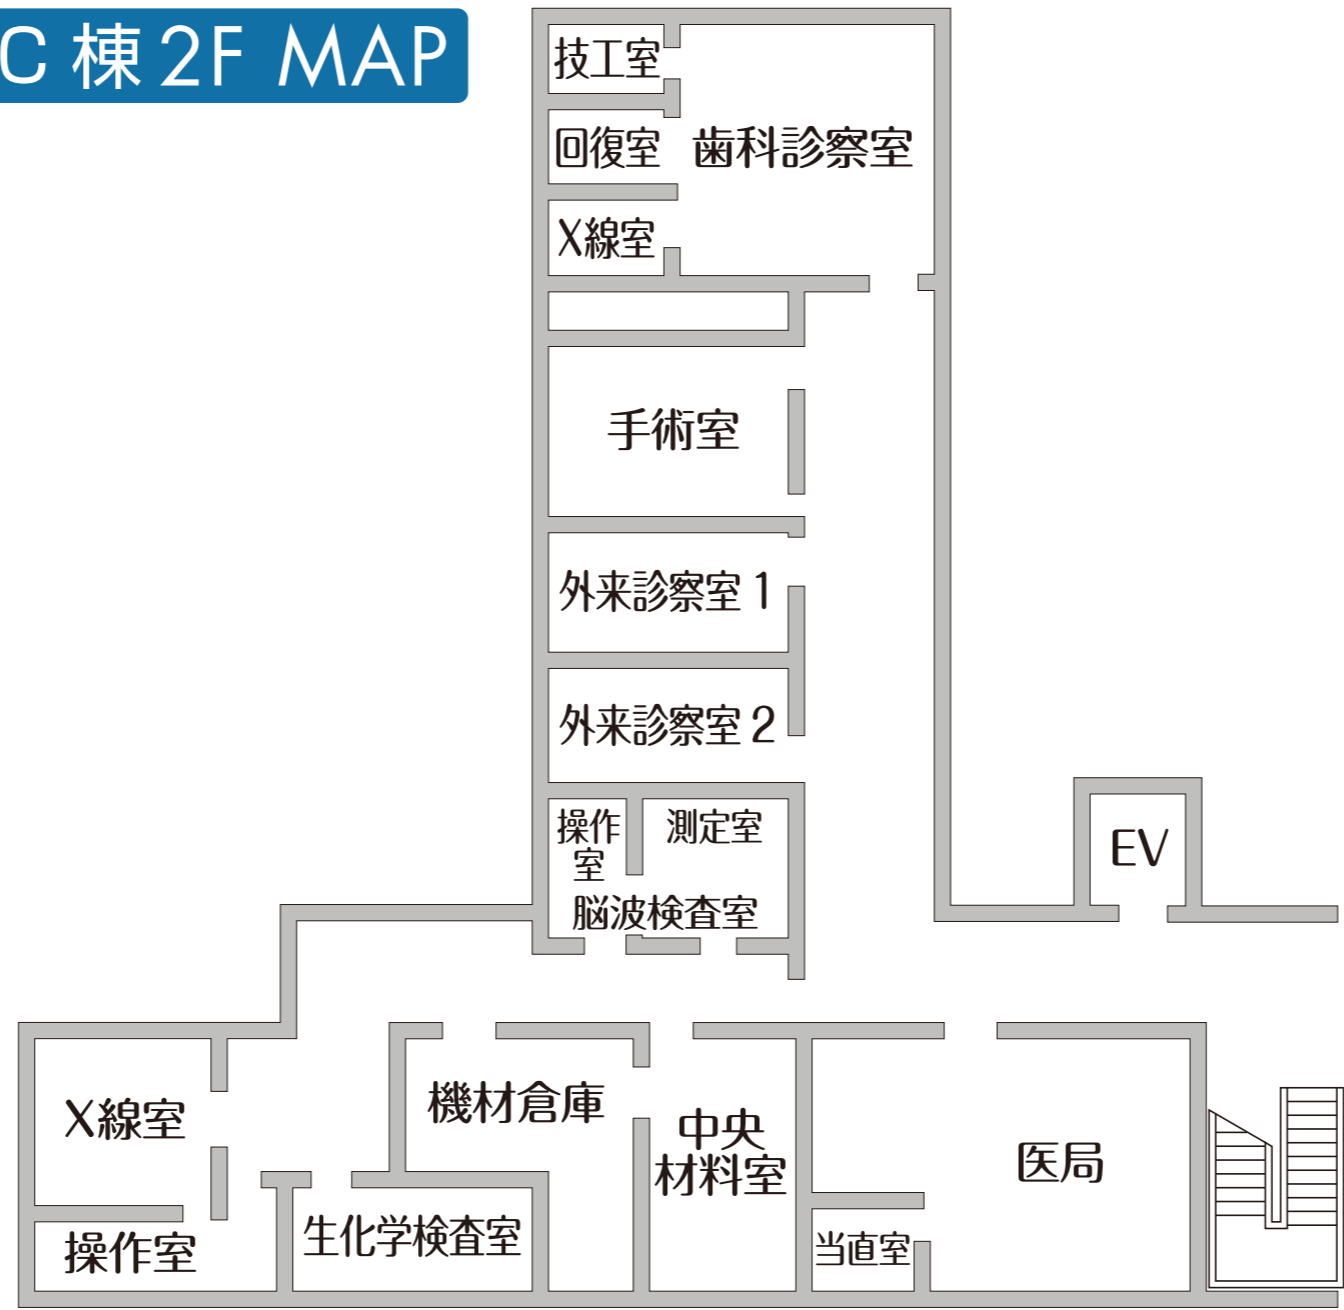 C 棟 2F MAP
技工室
回復室
歯科診察室
X線室
手術室
外来診察室 1
外来診察室 2
操作
室
測定室
脳波検査室
EV
X線室
機材倉庫
中央
材料室
医局
操作室
生化学検査室
当直室